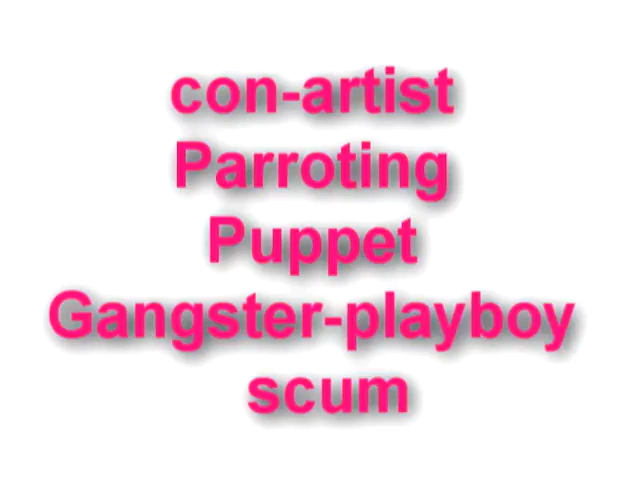 con-artist
Parroting
Puppet
Gangster-playboy
scum